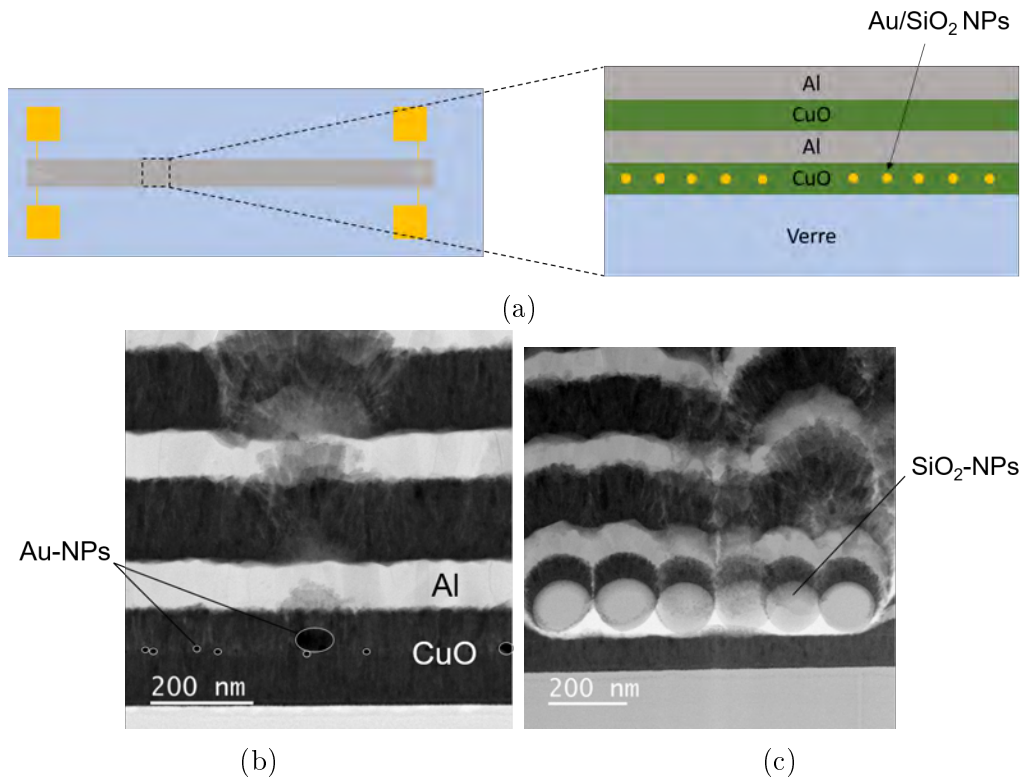 Au/SiO₂ NPs
Al
CuO
Al
CuO
Verre
(a)
SiO₂-NPs
Au-NPs
Al
CuO
200 nm
200 nm
(b)
(c)